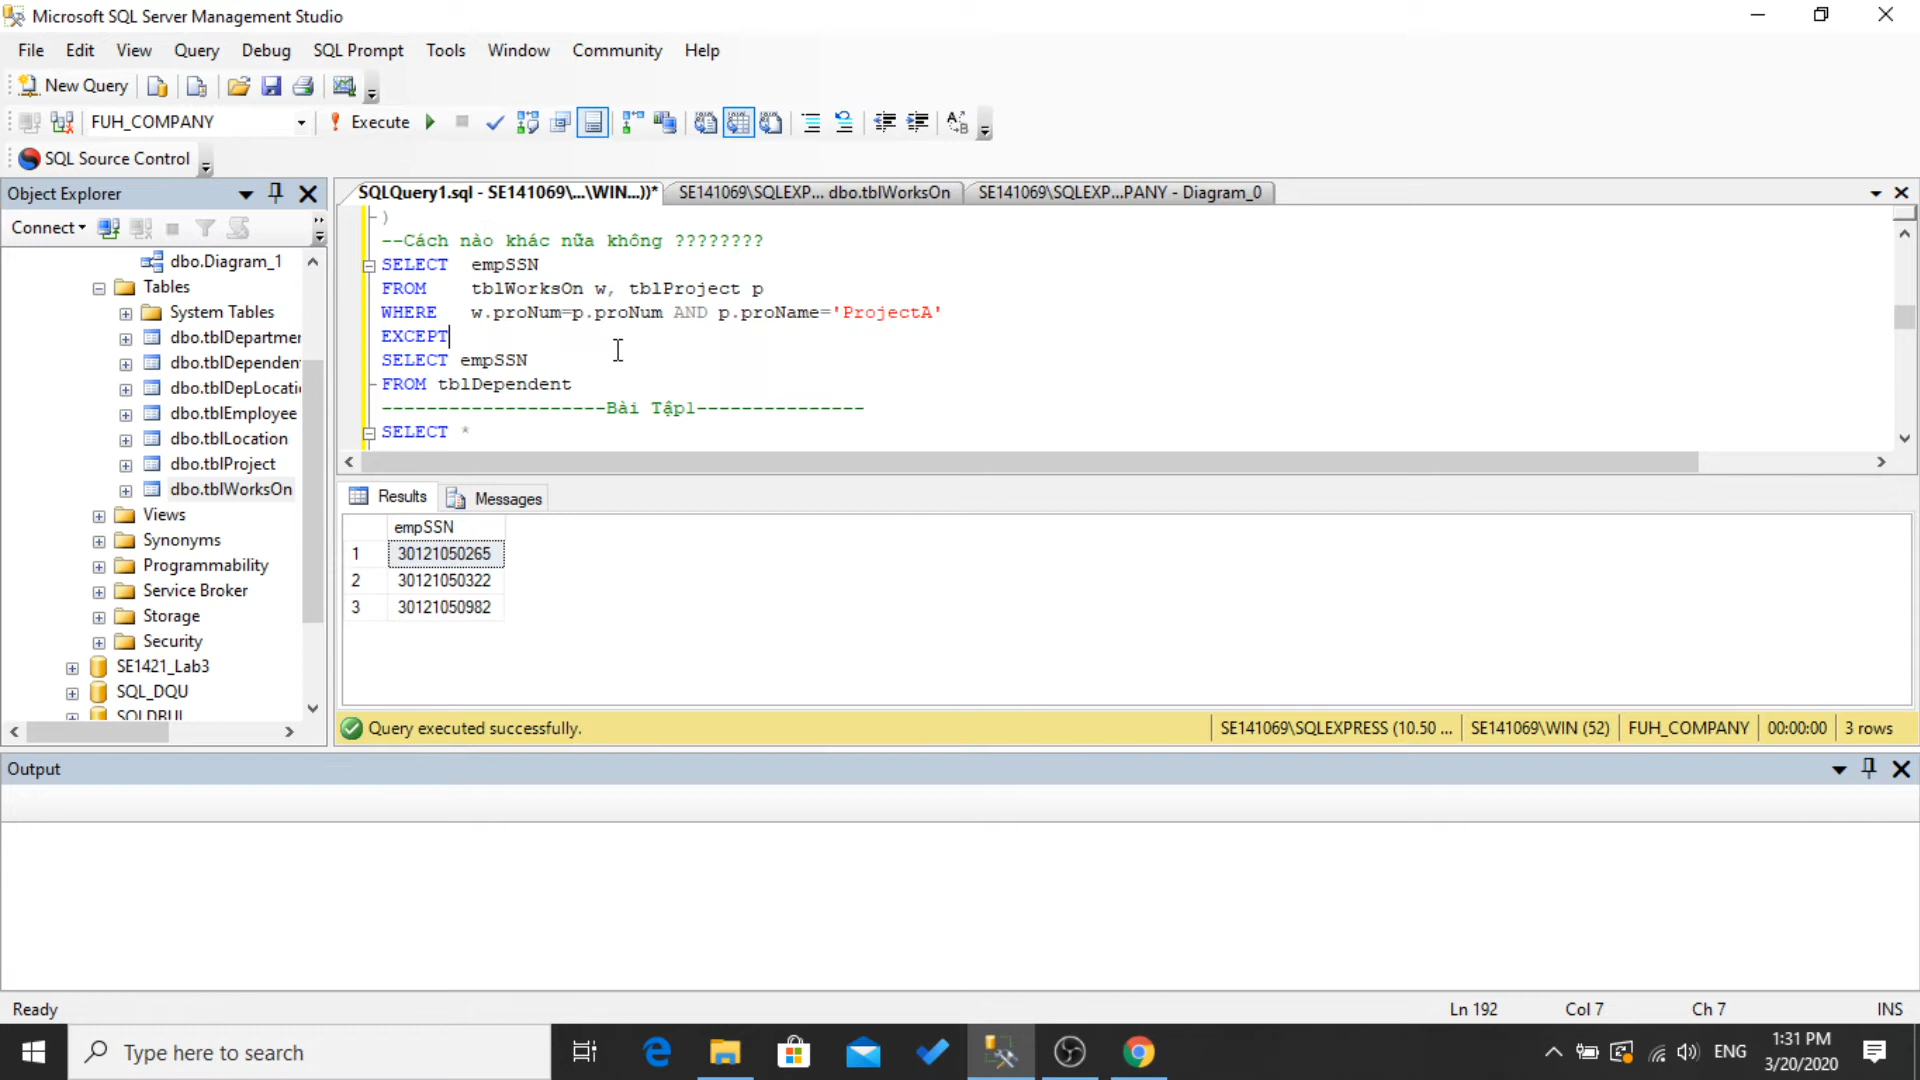 Microsoft SQL Server Management Studio
File Edit View Query Debug SQL Prompt Tools Window Community Help
New Query
FUH_COMPANY Execute
SQL Source Control
Object Explorer
Connect
dbo.Diagram_1
Tables
System Tables
dbo.tblDepartmer
dbo.tblDependen
dbo.tblDepLocati
dbo.tblEmployee
dbo.tblLocation
dbo.tblProject
dbo.tblWorksOn
Views
Synonyms
Programmability
Service Broker
Storage
Security
SE1421_Lab3
SQL_DQU
SQLQuery1.sql - SE141069\...\WIN...))* SE141069\SQLEXP... dbo.tblWorksOn SE141069\SQLEXP...PANY - Diagram_0
)
--Cách nào khác nữa không ????????
SELECT empSSN
FROM tblWorksOn w, tblProject p
WHERE w.proNum=p.proNum AND p.proName='ProjectA'
EXCEPT
SELECT empSSN
FROM tblDependent
--------------------Bài Tập1---------------
SELECT *
Results Messages
empSSN
1 30121050265
2 30121050322
3 30121050982
Query executed successfully. SE141069\SQLEXPRESS (10.50 ... SE141069\WIN (52) FUH_COMPANY 00:00:00 3 rows
Output
Ready Ln 192 Col 7 Ch 7 INS
Type here to search ENG 1:31 PM
3/20/2020